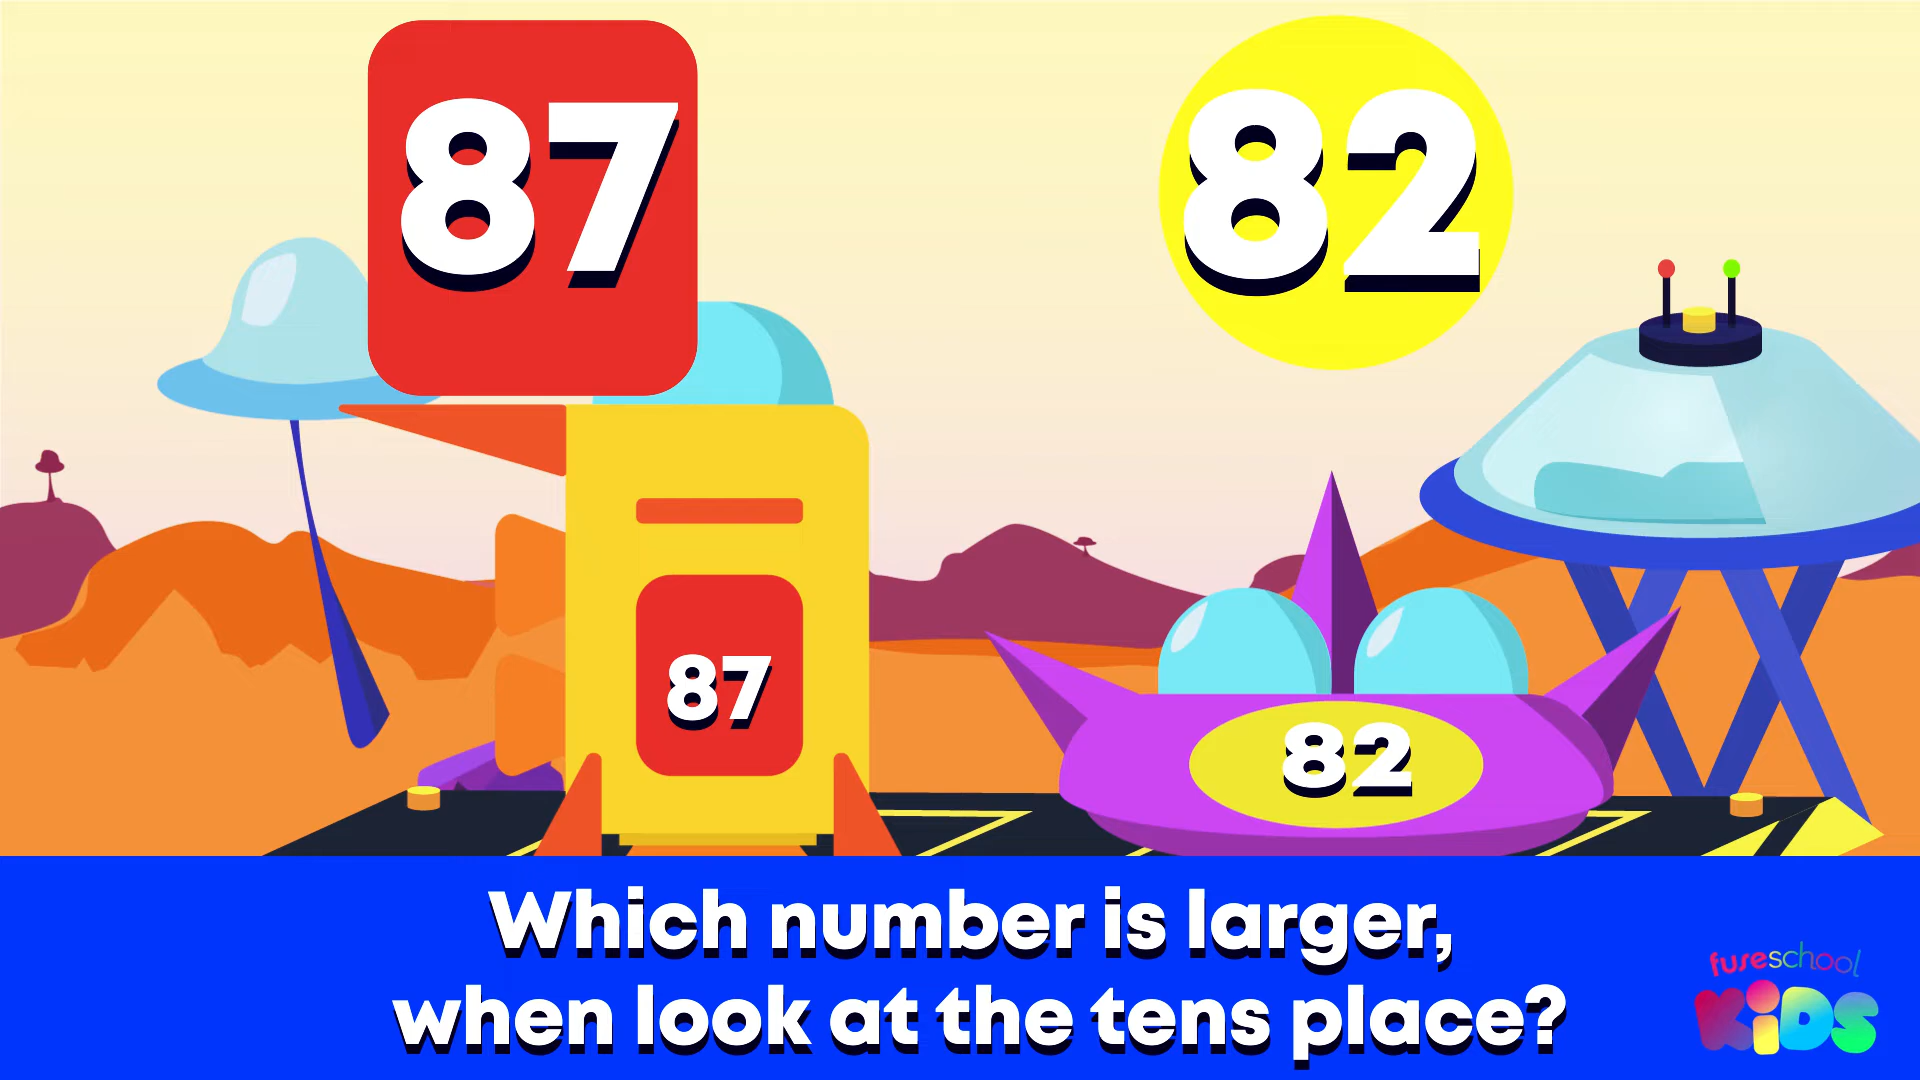 87
82
87
82
Which number is larger,
when look at the tens place?
fuseschool
KiDS